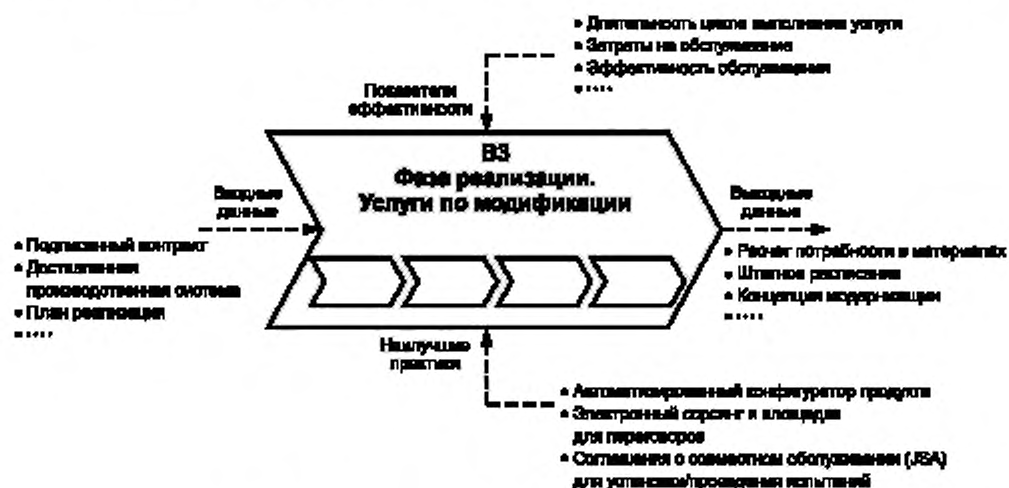 • Длительность цикла выполнения услуги
• Затраты на обслуживание
• Эффективность обслуживания
• ····
Показатели
эффективности
В3
Фаза реализации.
Услуги по модификации
Входные
данные
Выходные
данные
• Подписанный контракт
• Доставленная
производственная система
• План реализации
• ····
• Расчет потребности в материалах
• Штатное расписание
• Концепция модернизации
• ····
Наилучшие
практики
• Автоматизированный конфигуратор продукта
• Электронный сорсинг и площадка
для переговоров
• Соглашения о совместном обслуживании (JSA)
для установки/проведения испытаний